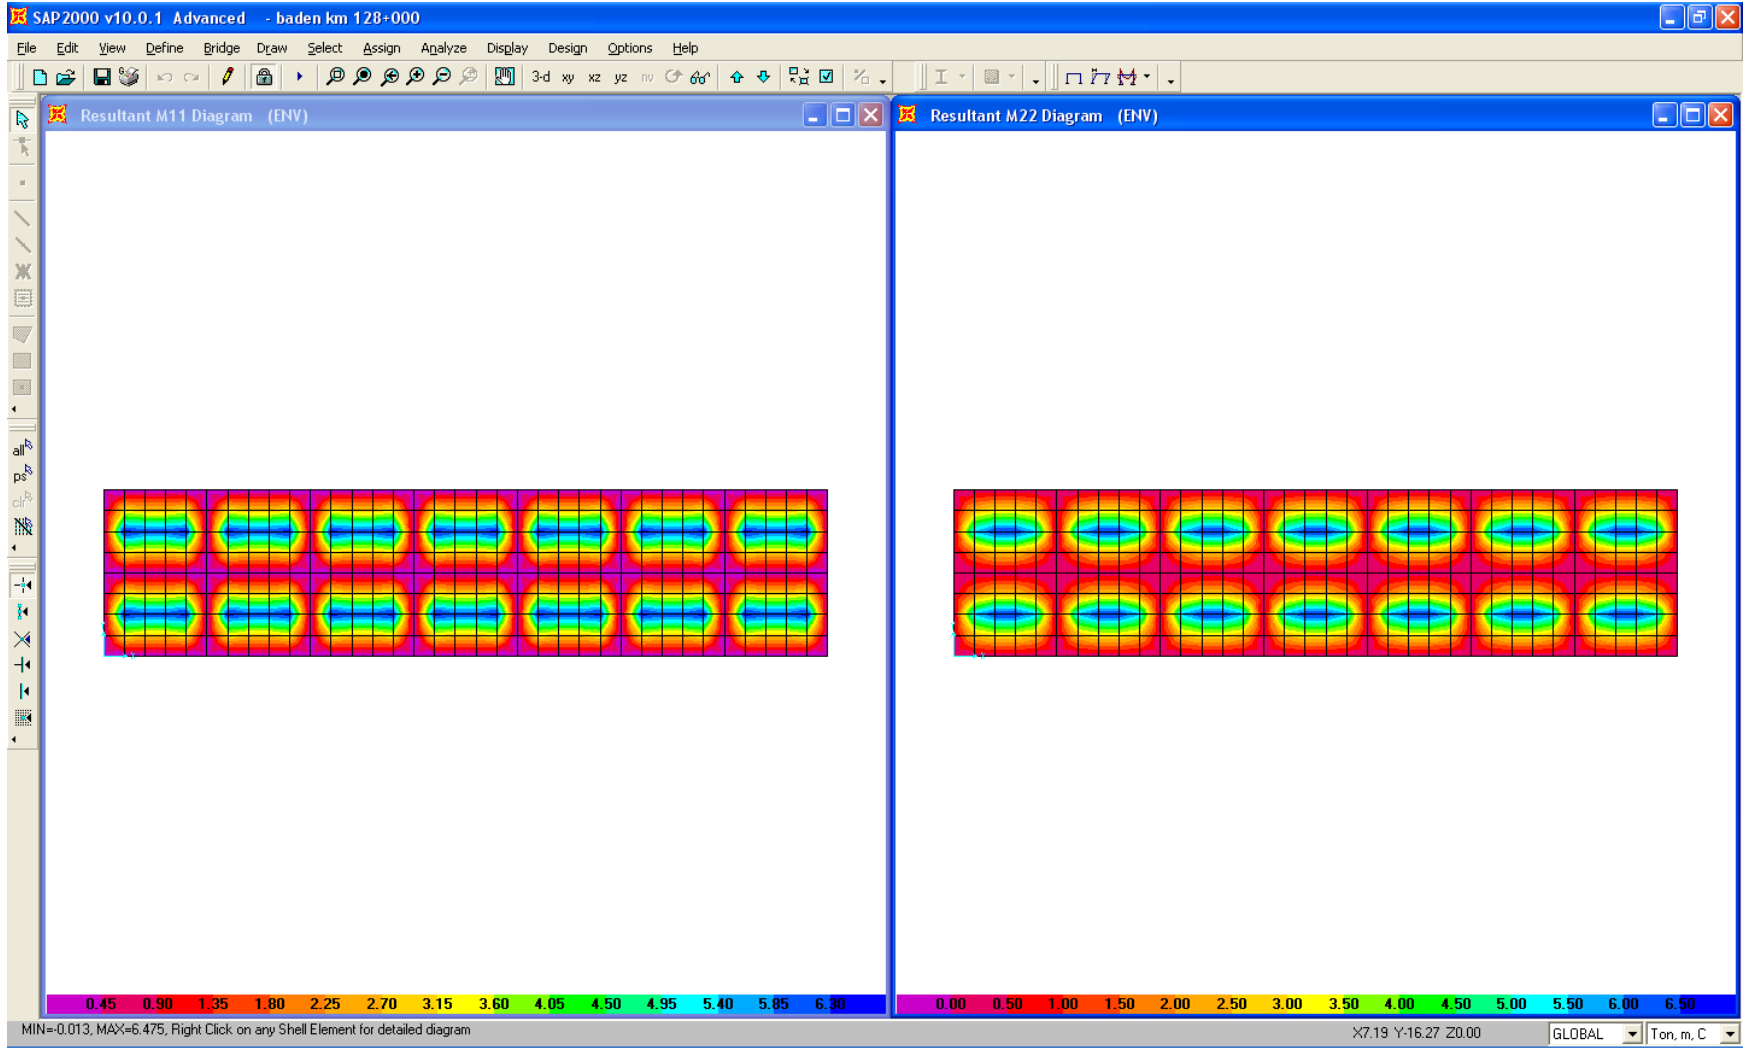 SAP2000 v10.0.1 Advanced - baden km 128+000
File Edit View Define Bridge Draw Select Assign Analyze Display Design Options Help
3-d xy xz yz nv
Resultant M11 Diagram (ENV)
Resultant M22 Diagram (ENV)
all
ps
clr
0.45 0.90 1.35 1.80 2.25 2.70 3.15 3.60 4.05 4.50 4.95 5.40 5.85 6.30
0.00 0.50 1.00 1.50 2.00 2.50 3.00 3.50 4.00 4.50 5.00 5.50 6.00 6.50
MIN=-0.013, MAX=6.475, Right Click on any Shell Element for detailed diagram
X7.19 Y-16.27 Z0.00
GLOBAL
Ton, m, C